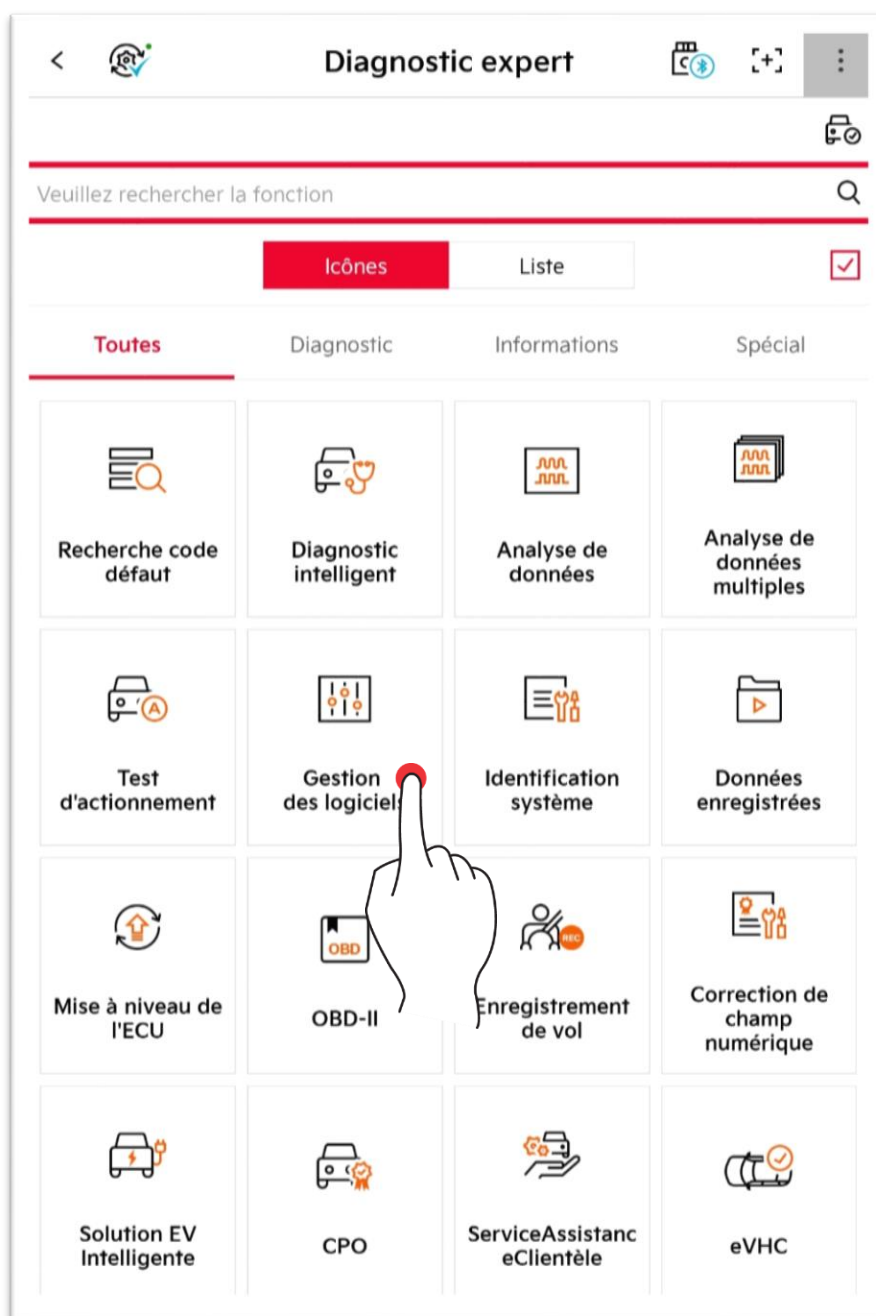 Diagnostic expert
Veuillez rechercher la fonction
Icônes
Liste
Toutes
Diagnostic
Informations
Spécial
Recherche code
défaut
Diagnostic
intelligent
Analyse de
données
Analyse de
données
multiples
A
Test
d'actionnement
Gestion
des logiciels
Identification
système
Données
enregistrées
Mise à niveau de
l'ECU
OBD
OBD-II
REC
Enregistrement
de vol
Correction de
champ
numérique
Solution EV
Intelligente
CPO
ServiceAssistanc
eClientèle
eVHC